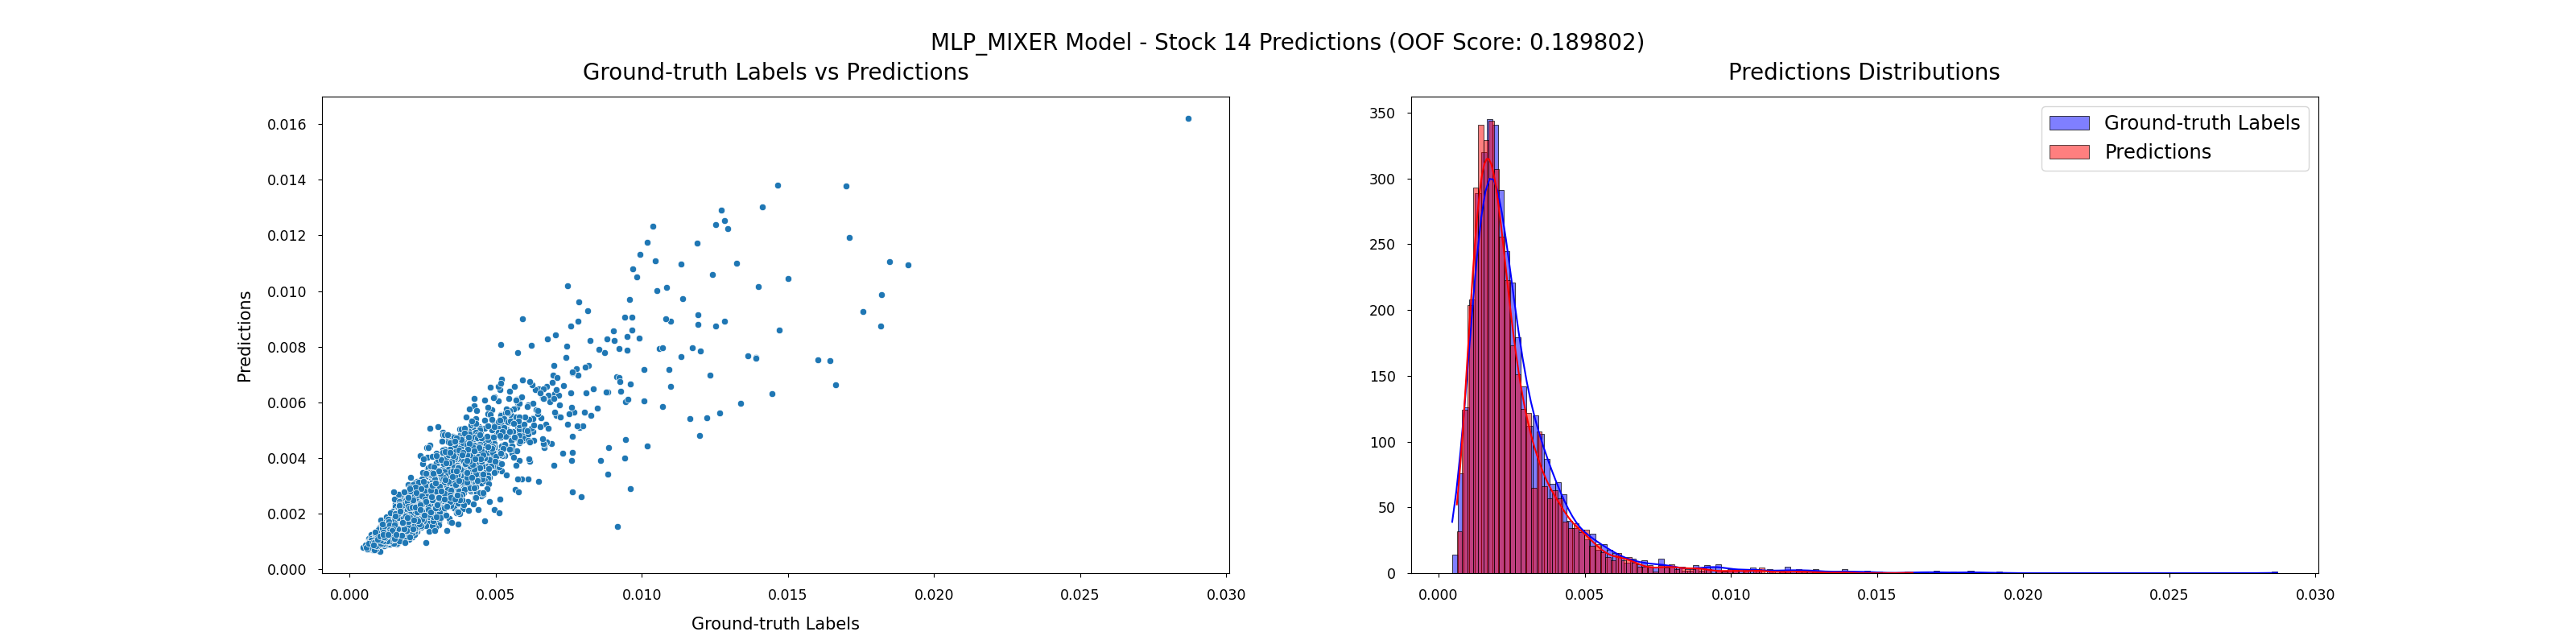 MLP_MIXER Model - Stock 14 Predictions (OOF Score: 0.189802)
Ground-truth Labels vs Predictions
0.016
0.014
0.012
0.010
0.008
0.006
0.004
0.002
0.000
Predictions
0.000 0.005 0.010 0.015 0.020 0.025 0.030
Ground-truth Labels
Predictions Distributions
350
300
250
200
150
100
50
0
0.000 0.005 0.010 0.015 0.020 0.025 0.030
Ground-truth Labels
Predictions